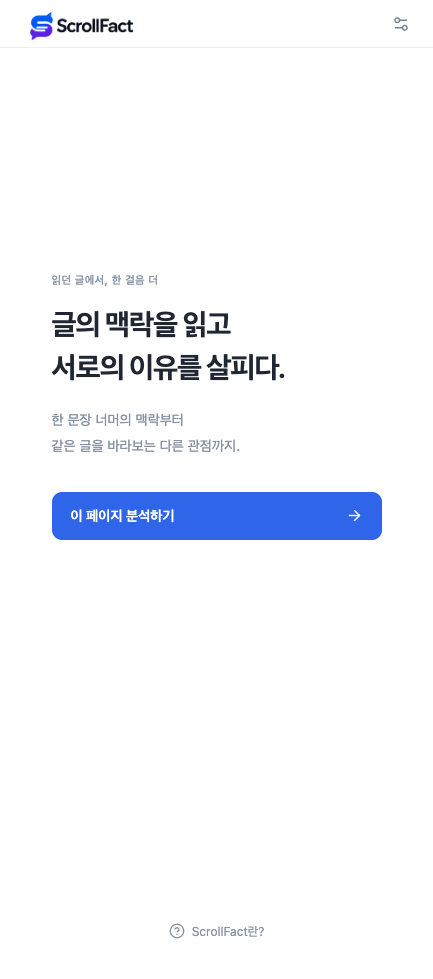 ScrollFact
읽던 글에서, 한 걸음 더
글의 맥락을 읽고
서로의 이유를 살피다.
한 문장 너머의 맥락부터
같은 글을 바라보는 다른 관점까지.
이 페이지 분석하기
ScrollFact란?